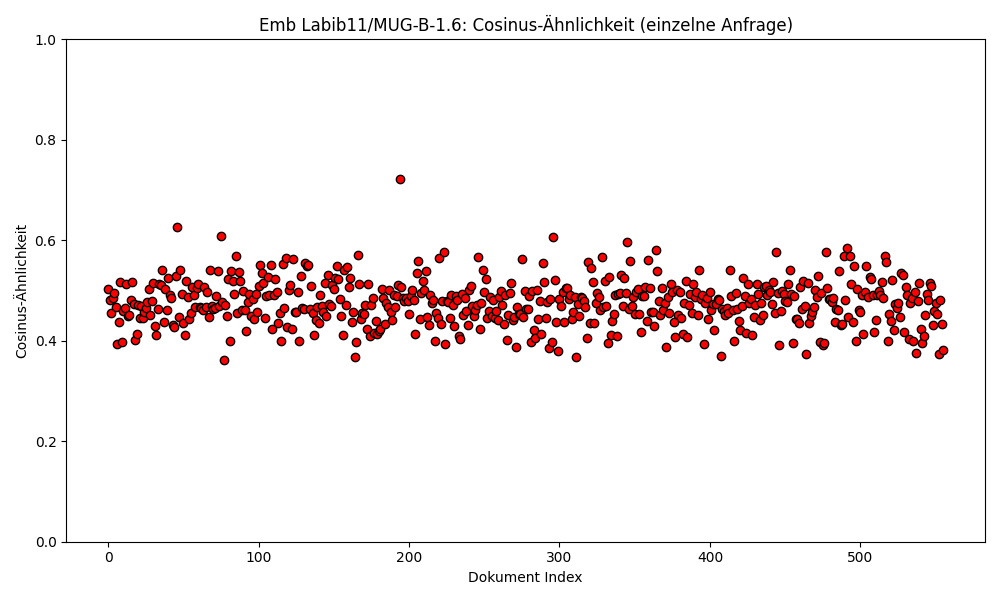 Emb Labib11/MUG-B-1.6: Cosinus-Ähnlichkeit (einzelne Anfrage)
1.0
0.8
0.6
0.4
0.2
0.0
Cosinus-Ähnlichkeit
0 100 200 300 400 500
Dokument Index